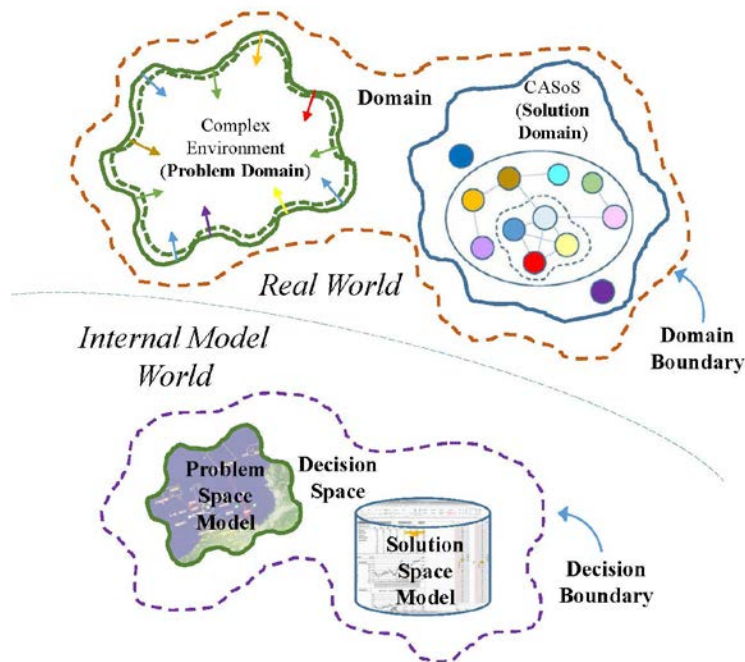 Complex
Environment
(Problem Domain)
Domain
CASoS
(Solution
Domain)
Real World
Domain
Boundary
Internal Model
World
Problem
Space
Model
Decision
Space
Solution
Space
Model
Decision
Boundary